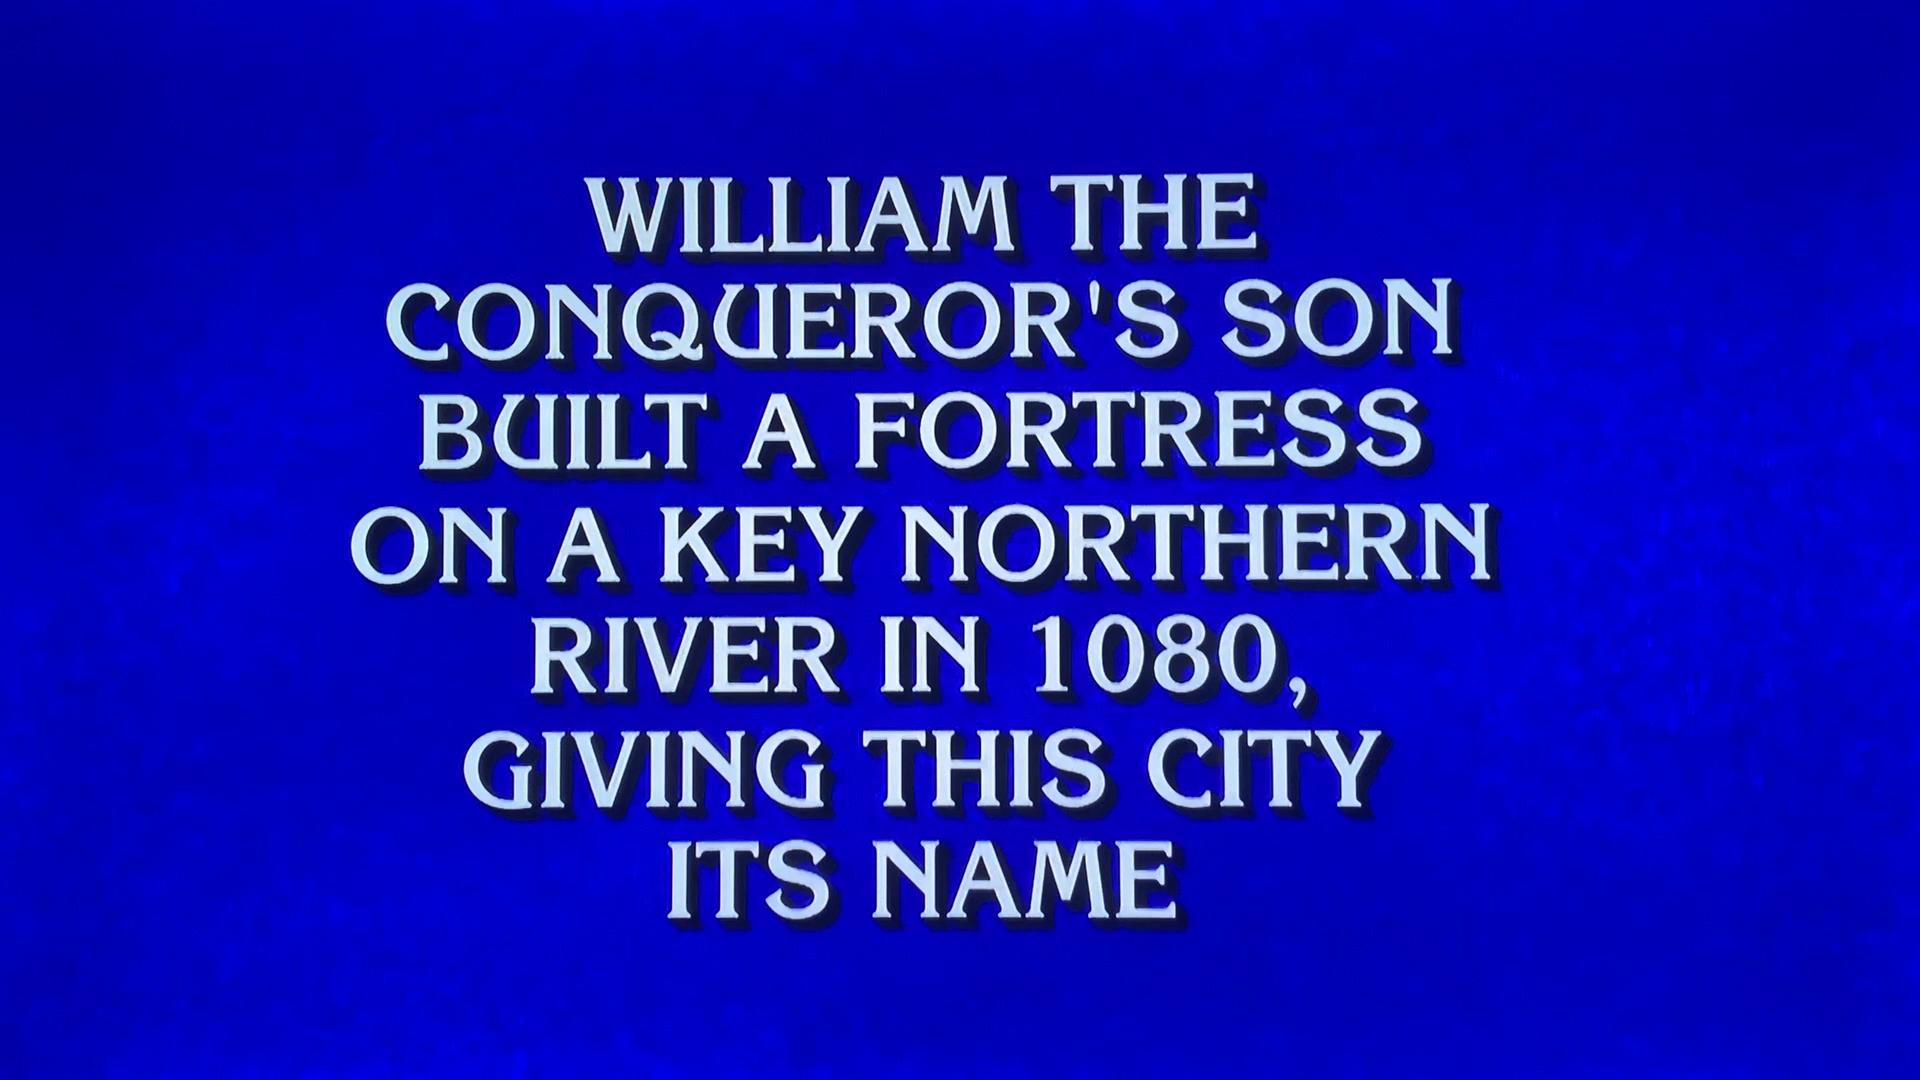 WILLIAM THE
CONQUEROR'S SON
BUILT A FORTRESS
ON A KEY NORTHERN
RIVER IN 1080,
GIVING THIS CITY
ITS NAME